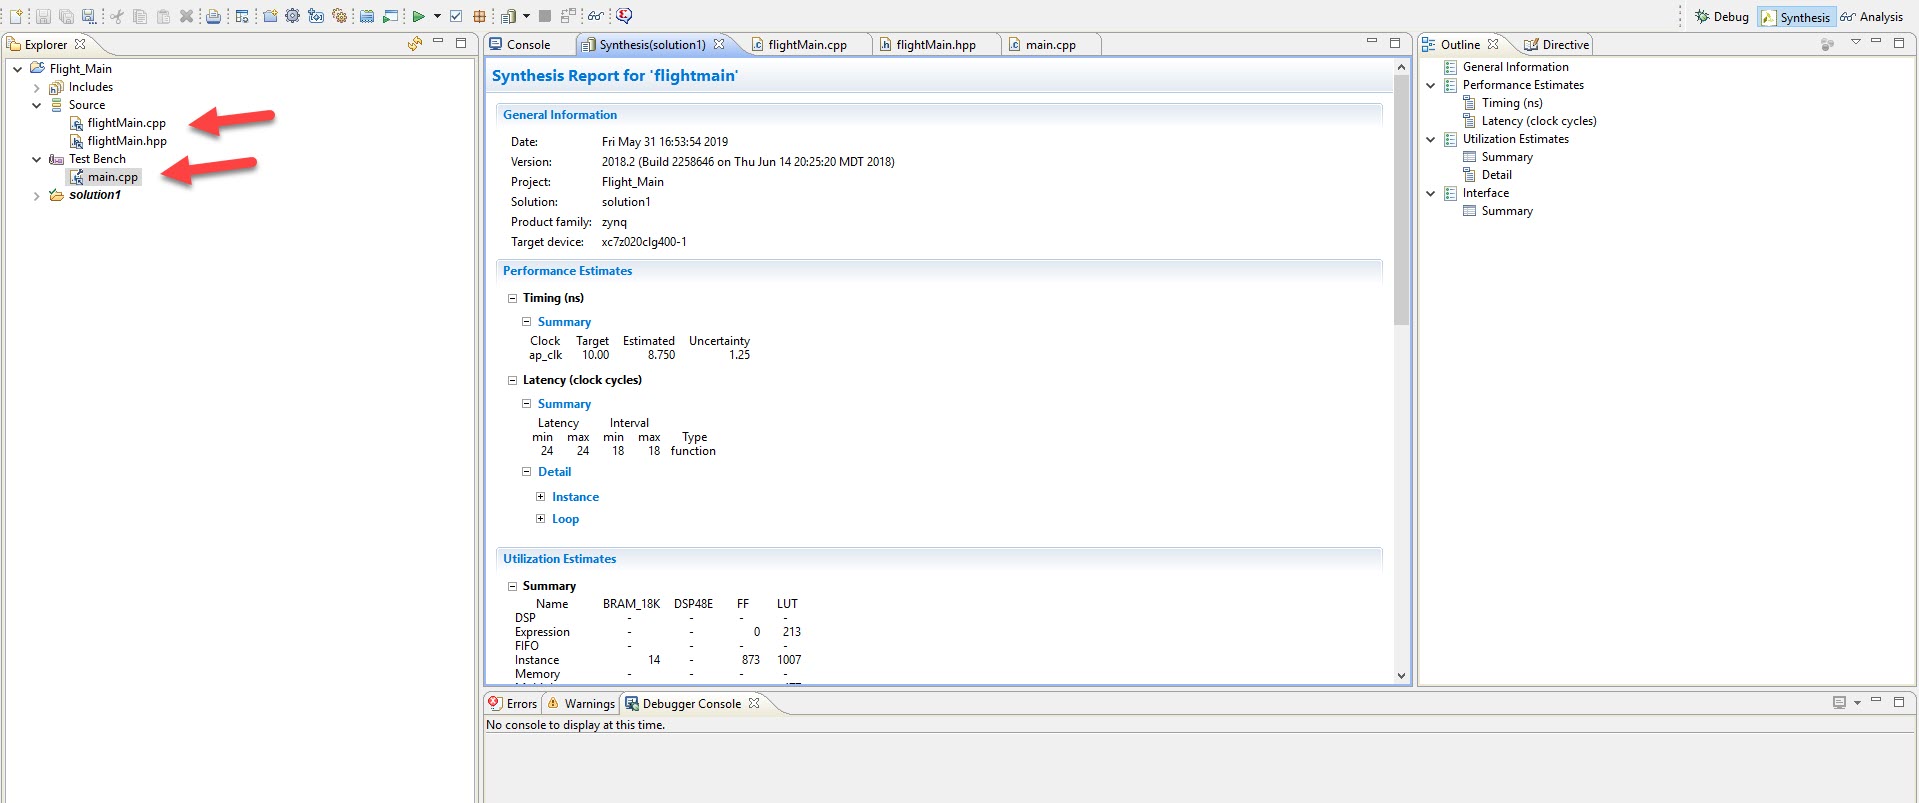 Debug Synthesis Analysis
Explorer
Flight_Main
Includes
Source
flightMain.cpp
flightMain.hpp
Test Bench
main.cpp
solution1
Console Synthesis(solution1) flightMain.cpp flightMain.hpp main.cpp
Synthesis Report for 'flightmain'
General Information
Date: Fri May 31 16:53:54 2019
Version: 2018.2 (Build 2258646 on Thu Jun 14 20:25:20 MDT 2018)
Project: Flight_Main
Solution: solution1
Product family: zynq
Target device: xc7z020clg400-1
Performance Estimates
Timing (ns)
Summary
Clock Target Estimated Uncertainty
ap_clk 10.00 8.750 1.25
Latency (clock cycles)
Summary
Latency Interval
min max min max Type
24 24 18 18 function
Detail
Instance
Loop
Utilization Estimates
Summary
Name BRAM_18K DSP48E FF LUT
DSP - - - -
Expression - - 0 213
FIFO - - - -
Instance 14 - 873 1007
Memory - - - -
Errors Warnings Debugger Console
No console to display at this time.
Outline Directive
General Information
Performance Estimates
Timing (ns)
Latency (clock cycles)
Utilization Estimates
Summary
Detail
Interface
Summary